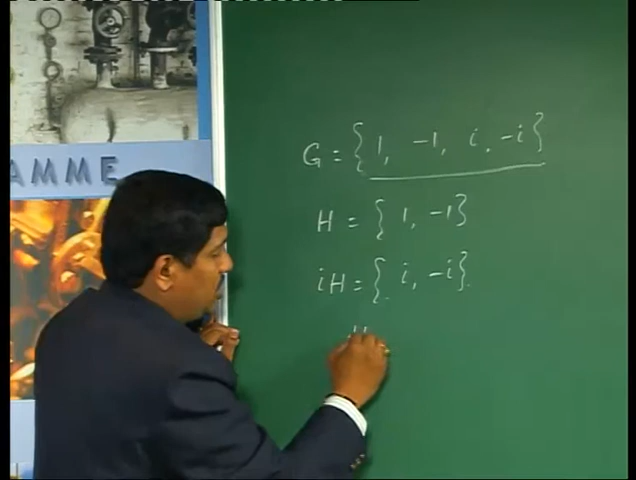 AMME
G = { 1, -1, i, -i }
H = { 1, -1 }
iH = { i, -i }
H